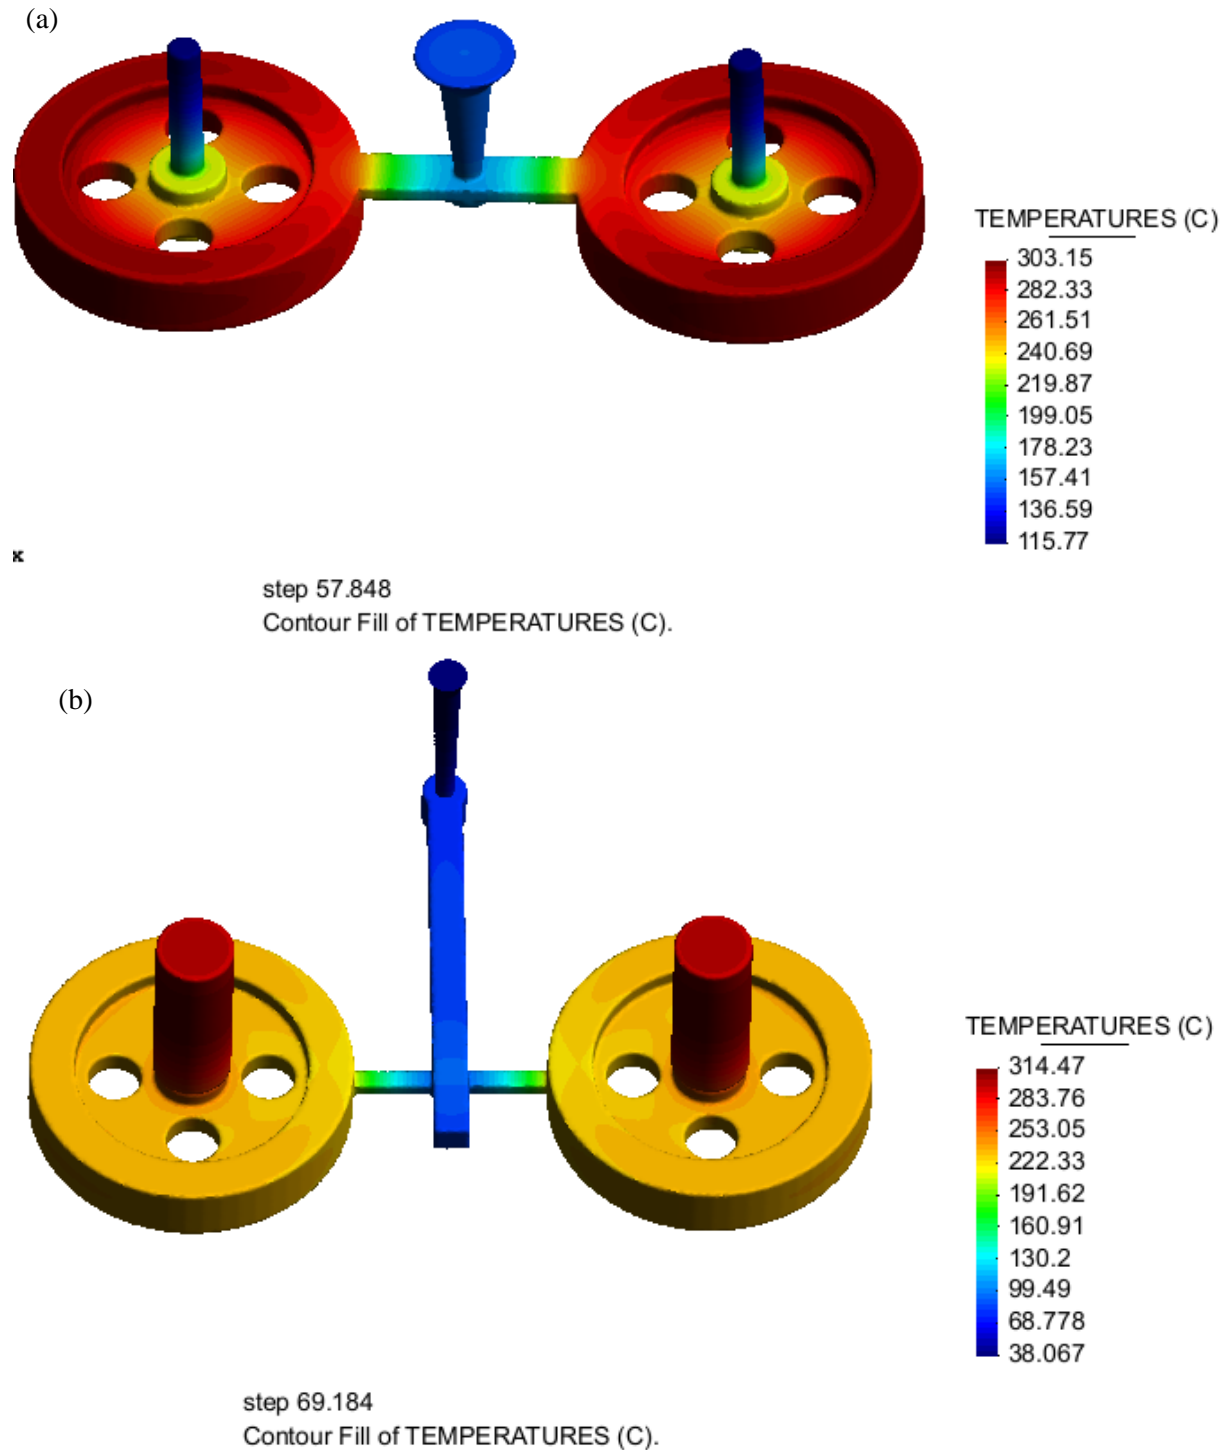 (a)
TEMPERATURES (C)
303.15
282.33
261.51
240.69
219.87
199.05
178.23
157.41
136.59
115.77
x
step 57.848
Contour Fill of TEMPERATURES (C).
(b)
TEMPERATURES (C)
314.47
283.76
253.05
222.33
191.62
160.91
130.2
99.49
68.778
38.067
step 69.184
Contour Fill of TEMPERATURES (C).